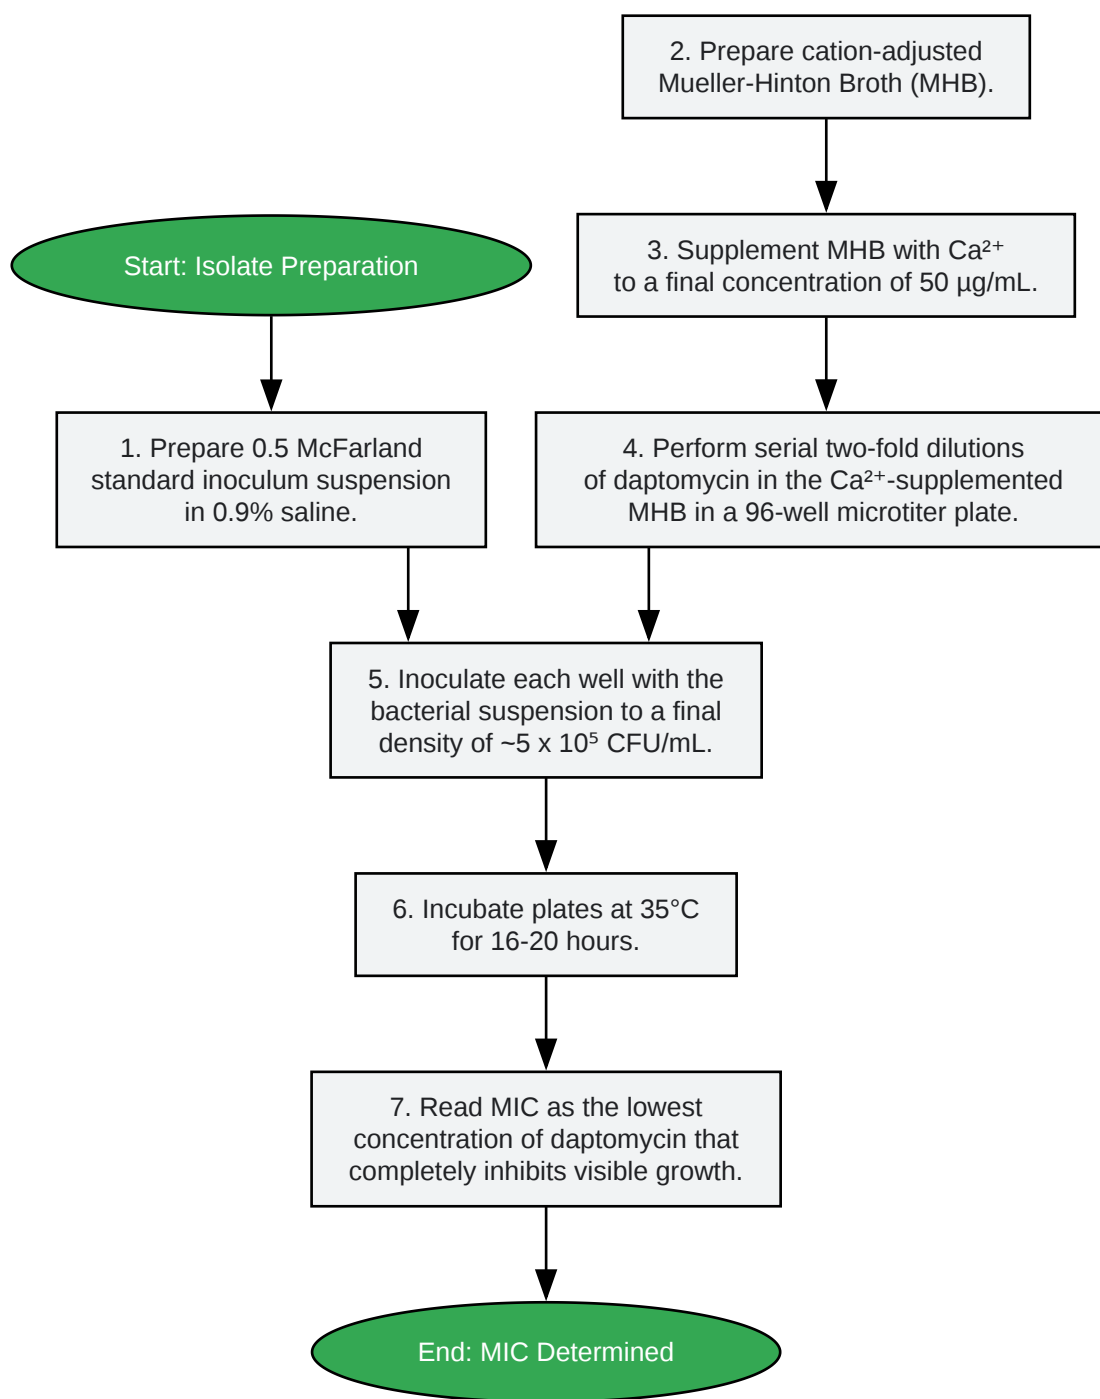 Start: Isolate Preparation
1. Prepare 0.5 McFarland
standard inoculum suspension
in 0.9% saline.
2. Prepare cation-adjusted
Mueller-Hinton Broth (MHB).
3. Supplement MHB with Ca²⁺
to a final concentration of 50 µg/mL.
4. Perform serial two-fold dilutions
of daptomycin in the Ca²⁺-supplemented
MHB in a 96-well microtiter plate.
5. Inoculate each well with the
bacterial suspension to a final
density of ~5 x 10⁵ CFU/mL.
6. Incubate plates at 35°C
for 16-20 hours.
7. Read MIC as the lowest
concentration of daptomycin that
completely inhibits visible growth.
End: MIC Determined